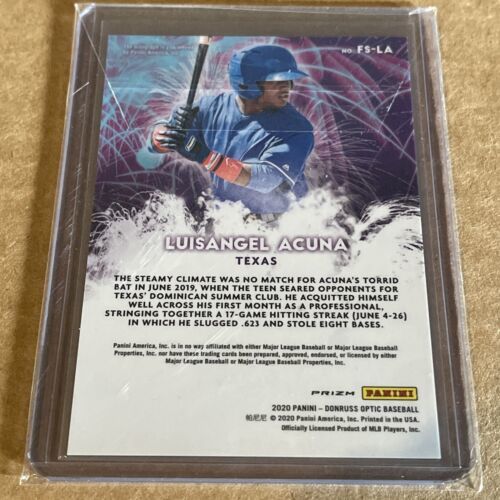 NO. FS-LA
LUISANGEL ACUNA
TEXAS
THE STEAMY CLIMATE WAS NO MATCH FOR ACUNA'S TORRID
BAT IN JUNE 2019, WHEN THE TEEN SEARED OPPONENTS FOR
TEXAS' DOMINICAN SUMMER CLUB. HE ACQUITTED HIMSELF
WELL ACROSS HIS FIRST MONTH AS A PROFESSIONAL,
STRINGING TOGETHER A 17-GAME HITTING STREAK (JUNE 4-26)
IN WHICH HE SLUGGED .623 AND STOLE EIGHT BASES.
Panini America, Inc. is in no way affiliated with either Major League Baseball or Major League Baseball
Properties, Inc. nor have these trading cards been prepared, approved, endorsed, or licensed by either
Major League Baseball or Major League Baseball Properties, Inc.
PRIZM PANINI
2020 PANINI – DONRUSS OPTIC BASEBALL
帕尼尼 © 2020 Panini America, Inc. Printed in the USA.
Officially Licensed Product of MLB Players, Inc.